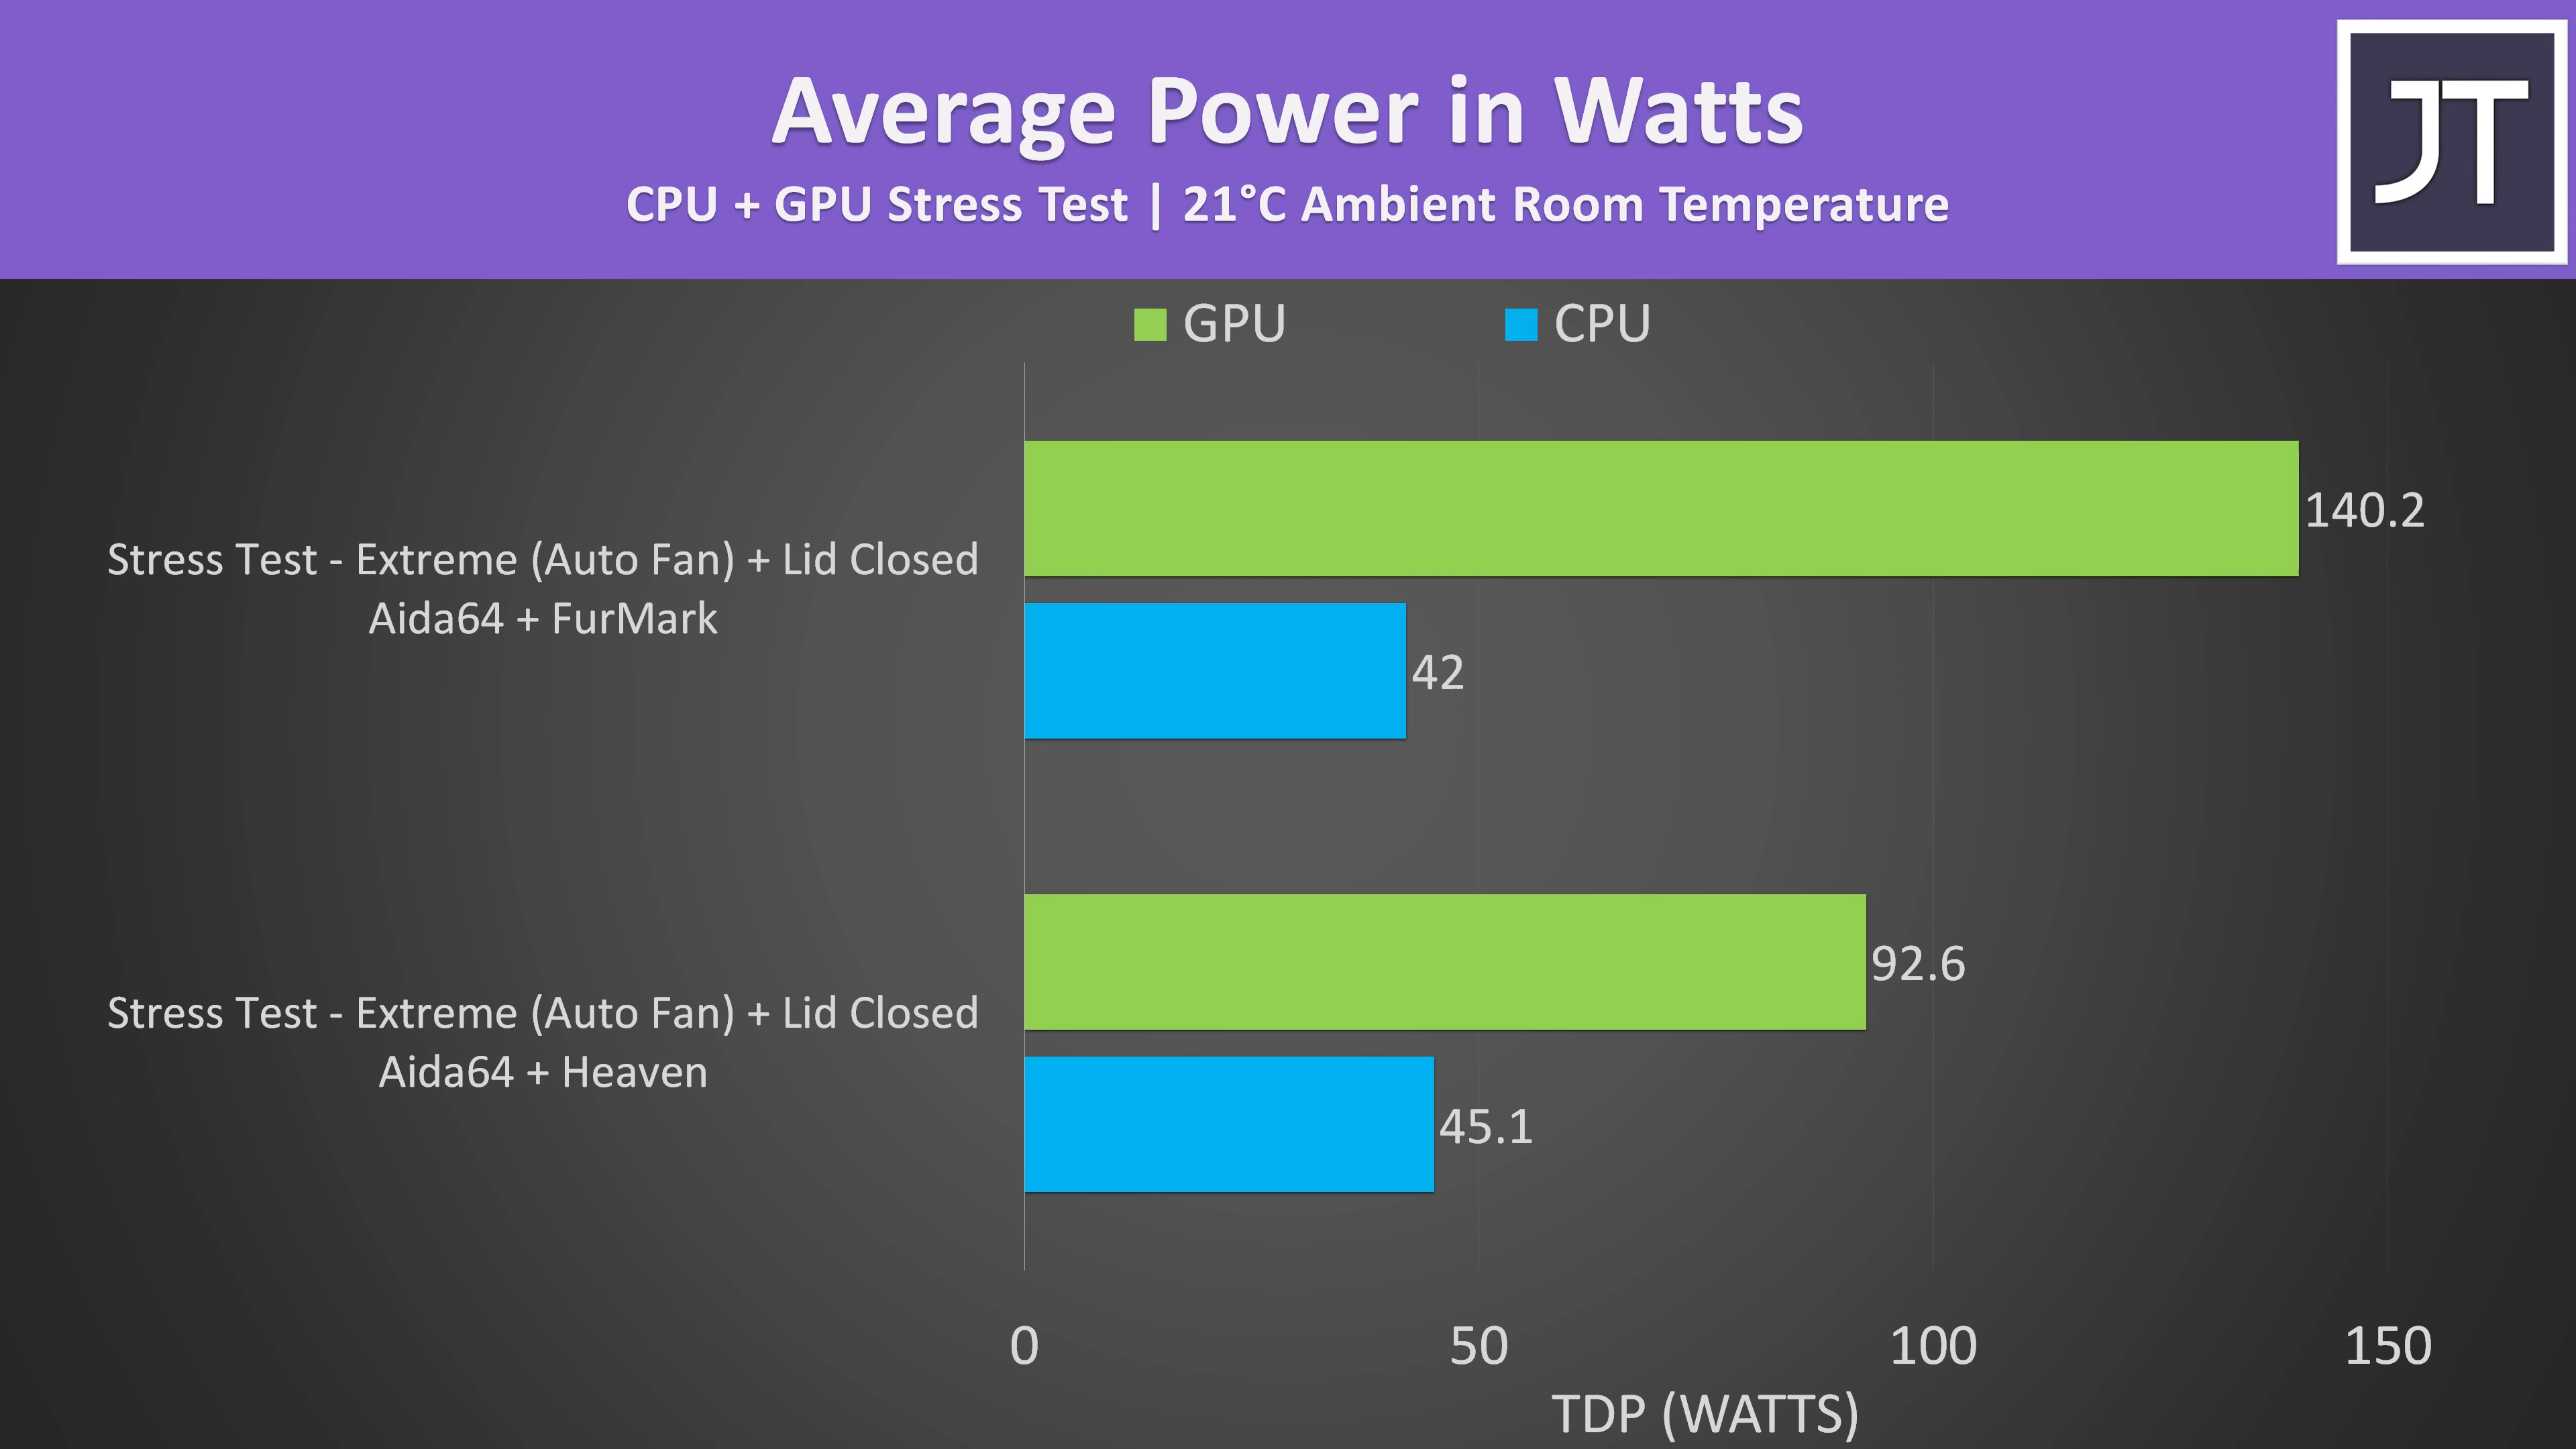 Average Power in Watts
CPU + GPU Stress Test | 21°C Ambient Room Temperature
JT
GPU
CPU
Stress Test - Extreme (Auto Fan) + Lid Closed
Aida64 + FurMark
140.2
42
Stress Test - Extreme (Auto Fan) + Lid Closed
Aida64 + Heaven
92.6
45.1
0 50 100 150
TDP (WATTS)